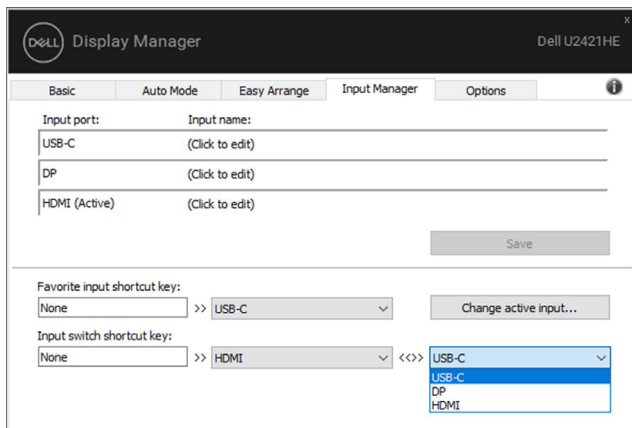 x
DELL Display Manager Dell U2421HE
Basic Auto Mode Easy Arrange Input Manager Options i
Input port: Input name:
USB-C (Click to edit)
DP (Click to edit)
HDMI (Active) (Click to edit)
Save
Favorite input shortcut key:
None >> USB-C Change active input...
Input switch shortcut key:
None >> HDMI <<>> USB-C
USB-C
DP
HDMI